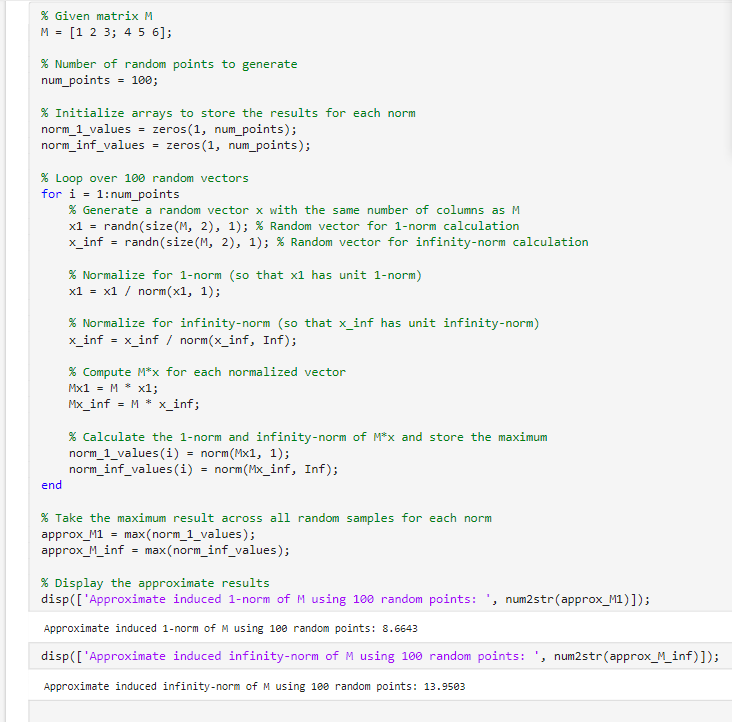 % Given matrix M
M = [1 2 3; 4 5 6];
% Number of random points to generate
num_points = 100;
% Initialize arrays to store the results for each norm
norm_1_values = zeros(1, num_points);
norm_inf_values = zeros(1, num_points);
% Loop over 100 random vectors
for i = 1:num_points
    % Generate a random vector x with the same number of columns as M
    x1 = randn(size(M, 2), 1); % Random vector for 1-norm calculation
    x_inf = randn(size(M, 2), 1); % Random vector for infinity-norm calculation
    % Normalize for 1-norm (so that x1 has unit 1-norm)
    x1 = x1 / norm(x1, 1);
    % Normalize for infinity-norm (so that x_inf has unit infinity-norm)
    x_inf = x_inf / norm(x_inf, Inf);
    % Compute M*x for each normalized vector
    Mx1 = M * x1;
    Mx_inf = M * x_inf;
    % Calculate the 1-norm and infinity-norm of M*x and store the maximum
    norm_1_values(i) = norm(Mx1, 1);
    norm_inf_values(i) = norm(Mx_inf, Inf);
end
% Take the maximum result across all random samples for each norm
approx_M1 = max(norm_1_values);
approx_M_inf = max(norm_inf_values);
% Display the approximate results
disp(['Approximate induced 1-norm of M using 100 random points: ', num2str(approx_M1)]);
Approximate induced 1-norm of M using 100 random points: 8.6643
disp(['Approximate induced infinity-norm of M using 100 random points: ', num2str(approx_M_inf)]);
Approximate induced infinity-norm of M using 100 random points: 13.9503